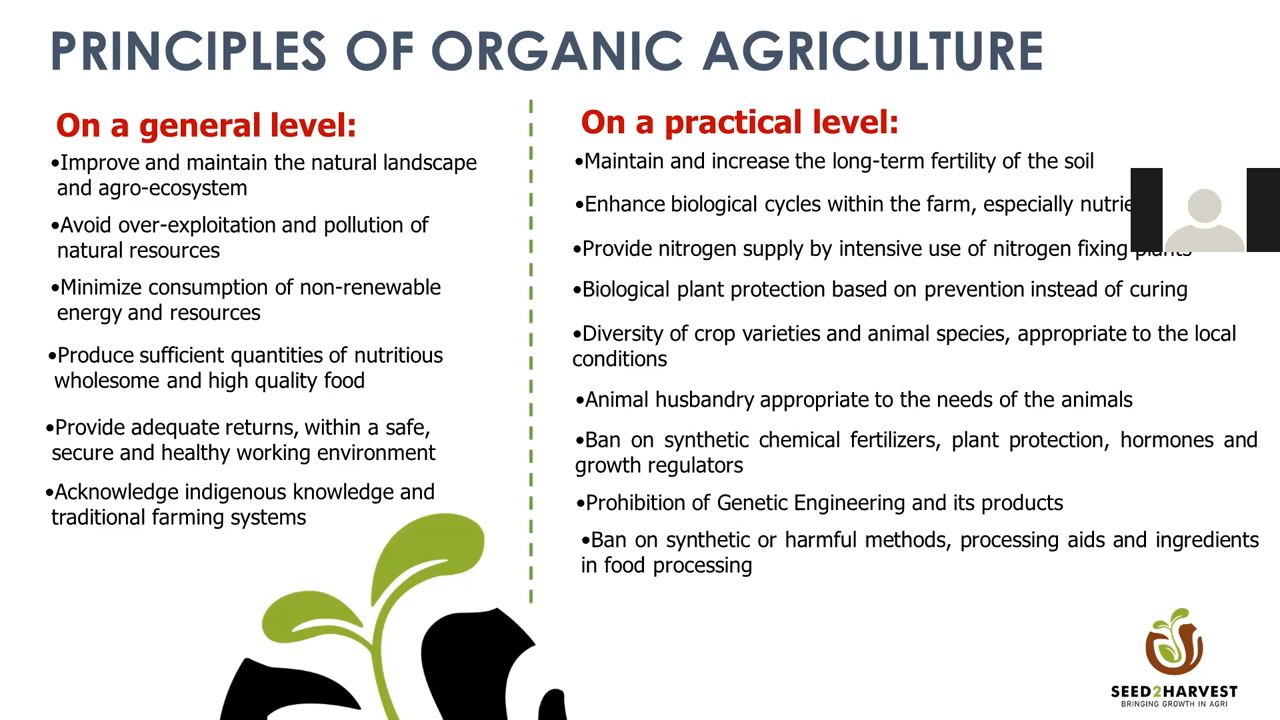 PRINCIPLES OF ORGANIC AGRICULTURE
On a general level:
•Improve and maintain the natural landscape
and agro-ecosystem
•Avoid over-exploitation and pollution of
natural resources
•Minimize consumption of non-renewable
energy and resources
•Produce sufficient quantities of nutritious
wholesome and high quality food
•Provide adequate returns, within a safe,
secure and healthy working environment
•Acknowledge indigenous knowledge and
traditional farming systems
On a practical level:
•Maintain and increase the long-term fertility of the soil
•Enhance biological cycles within the farm, especially
•Provide nitrogen supply by intensive use of nitrogen fixing plants
•Biological plant protection based on prevention instead of curing
•Diversity of crop varieties and animal species, appropriate to the local
conditions
•Animal husbandry appropriate to the needs of the animals
•Ban on synthetic chemical fertilizers, plant protection, hormones and
growth regulators
•Prohibition of Genetic Engineering and its products
•Ban on synthetic or harmful methods, processing aids and ingredients
in food processing
SEED2HARVEST
BRINGING GROWTH IN AGRI